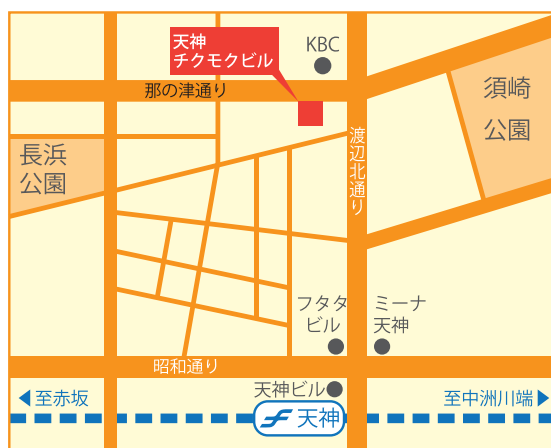 KBC
天神
チクモクビル
那の津通り
須崎
公園
長浜
公園
渡辺北通り
フタタ
ビル
ミーナ
天神
昭和通り
天神ビル
至赤坂
至中洲川端
天神